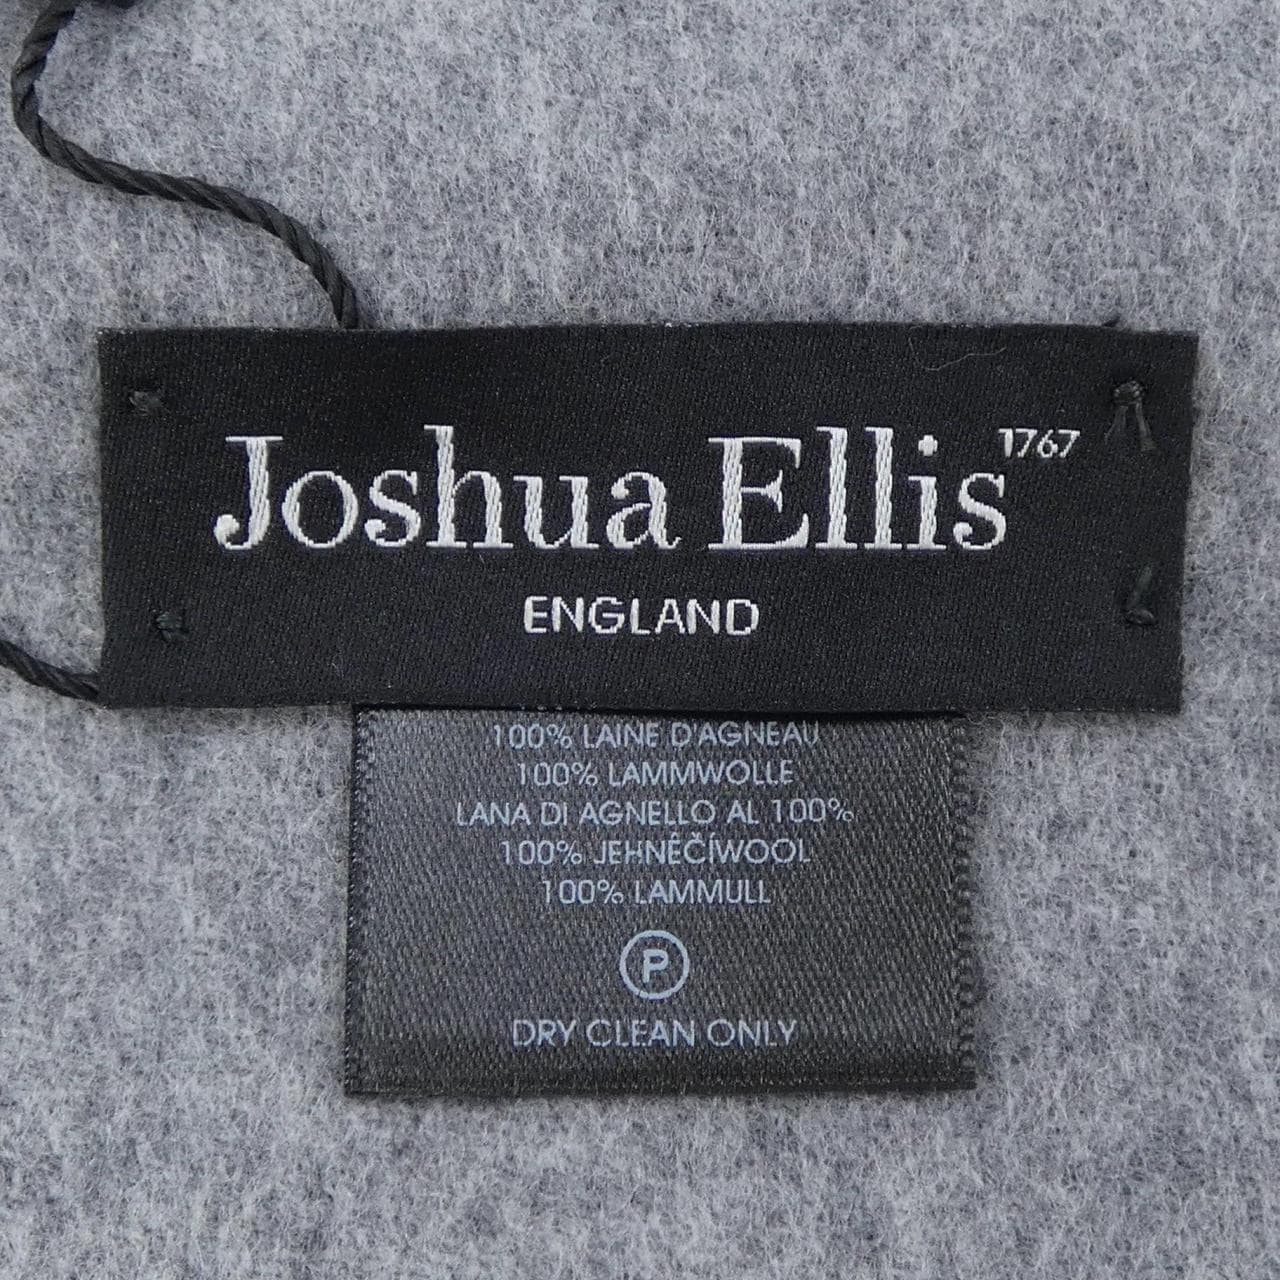 Joshua Ellis 1767
ENGLAND
100% LAINE D'AGNEAU
100% LAMMWOLLE
LANA DI AGNELLO AL 100%
100% JEHNĚČÍWOOL
100% LAMMULL
P
DRY CLEAN ONLY